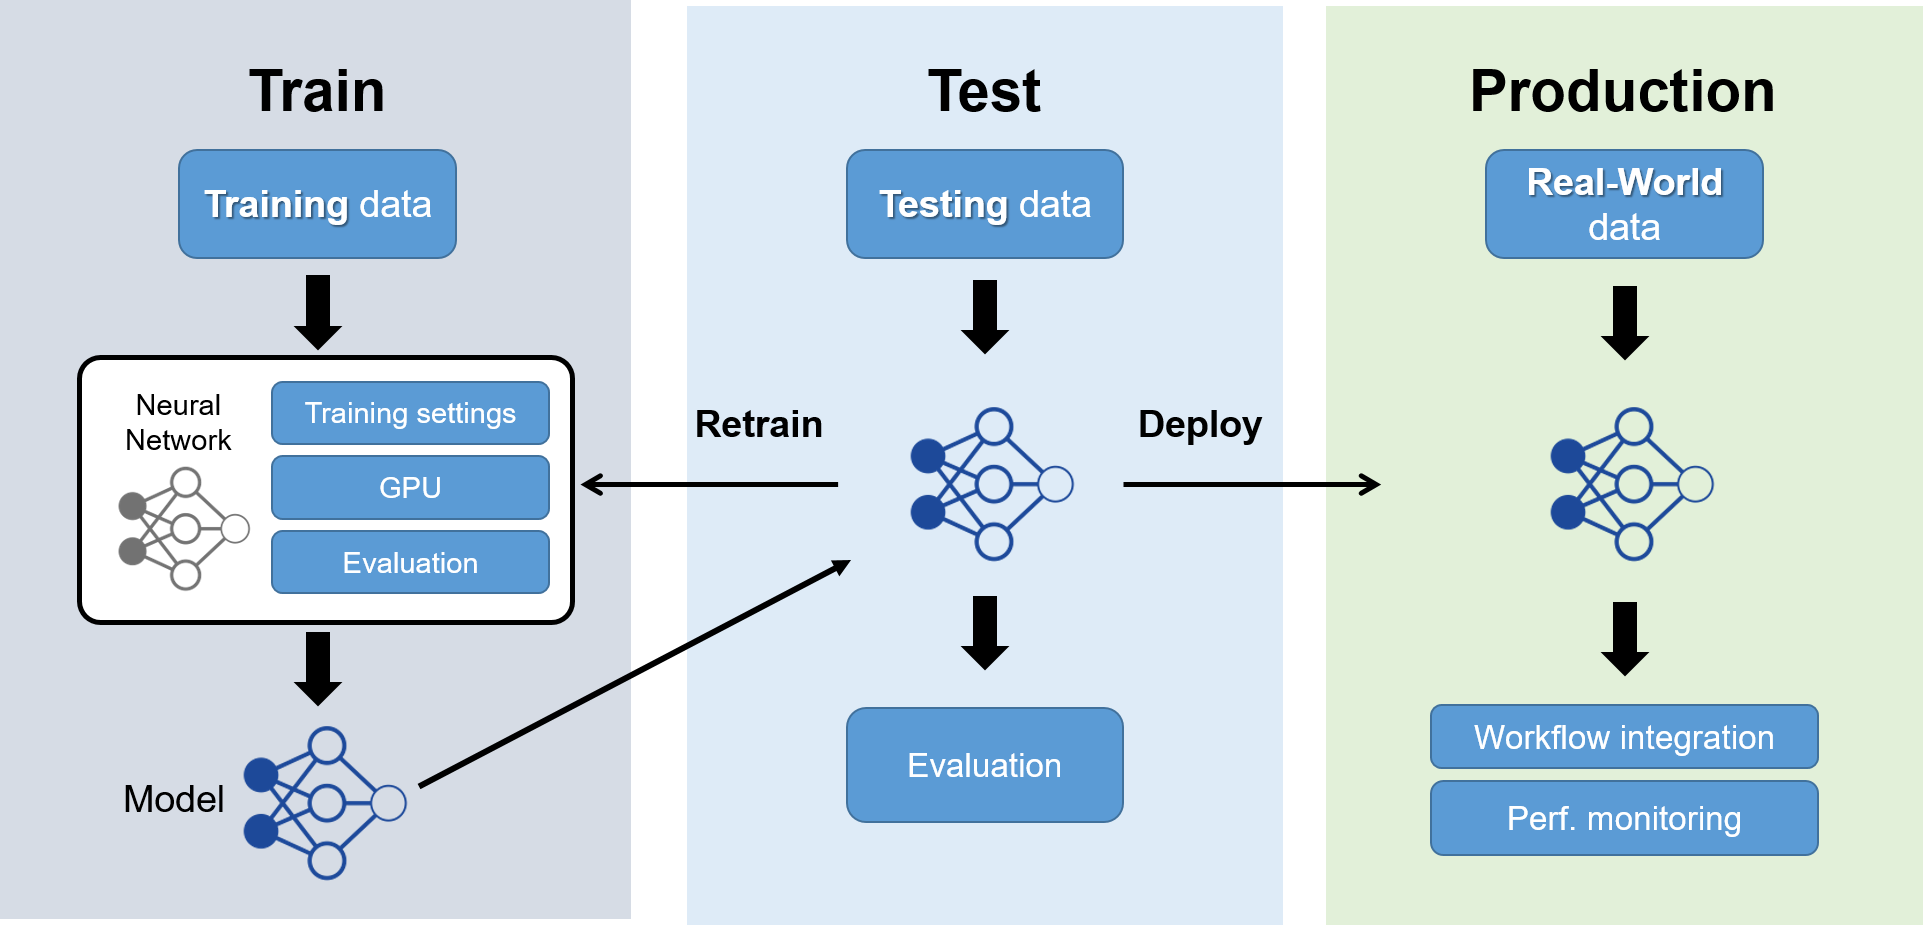 Train
Training data
Neural
Network
Training settings
GPU
Evaluation
Model
Test
Testing data
Retrain
Deploy
Evaluation
Production
Real-World
data
Workflow integration
Perf. monitoring